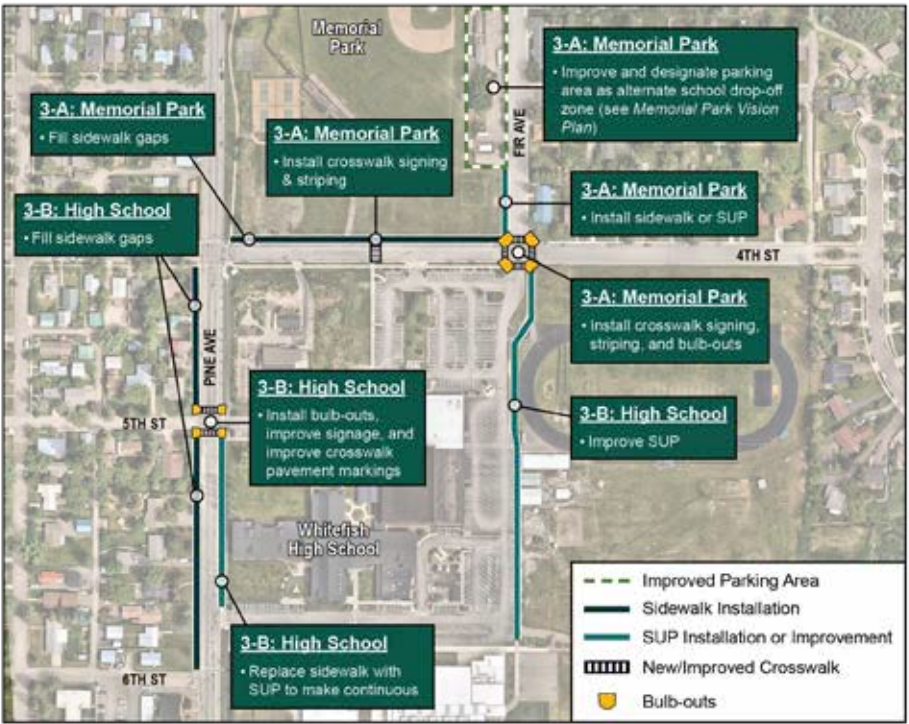 Memorial
Park
3-A: Memorial Park
• Improve and designate parking
area as alternate school drop-off
zone (see Memorial Park Vision
Plan)
3-A: Memorial Park
• Fill sidewalk gaps
3-A: Memorial Park
• Install crosswalk signing
& striping
FIR AVE
3-A: Memorial Park
• Install sidewalk or SUP
3-B: High School
• Fill sidewalk gaps
4TH ST
3-A: Memorial Park
• Install crosswalk signing,
striping, and bulb-outs
PINE AVE
3-B: High School
• Install bulb-outs,
improve signage, and
improve crosswalk
pavement markings
5TH ST
3-B: High School
• Improve SUP
Whitefish
High School
3-B: High School
• Replace sidewalk with
SUP to make continuous
6TH ST
Improved Parking Area
Sidewalk Installation
SUP Installation or Improvement
New/Improved Crosswalk
Bulb-outs